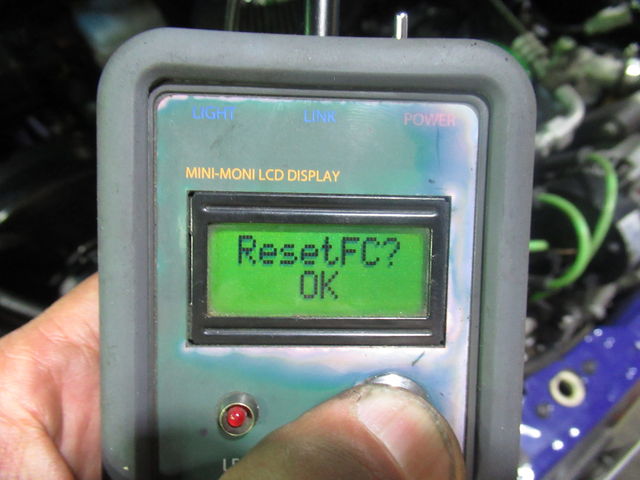 LIGHT LINK POWER
MINI-MONI LCD DISPLAY
ResetFC?
OK